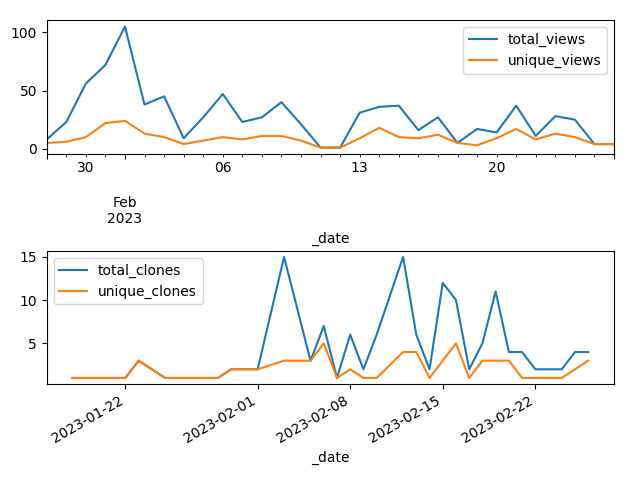 100
50
0
total_views
unique_views
30
06
13
20
Feb
2023
_date
15
10
5
total_clones
unique_clones
2023-01-22
2023-02-01
2023-02-08
2023-02-15
2023-02-22
_date